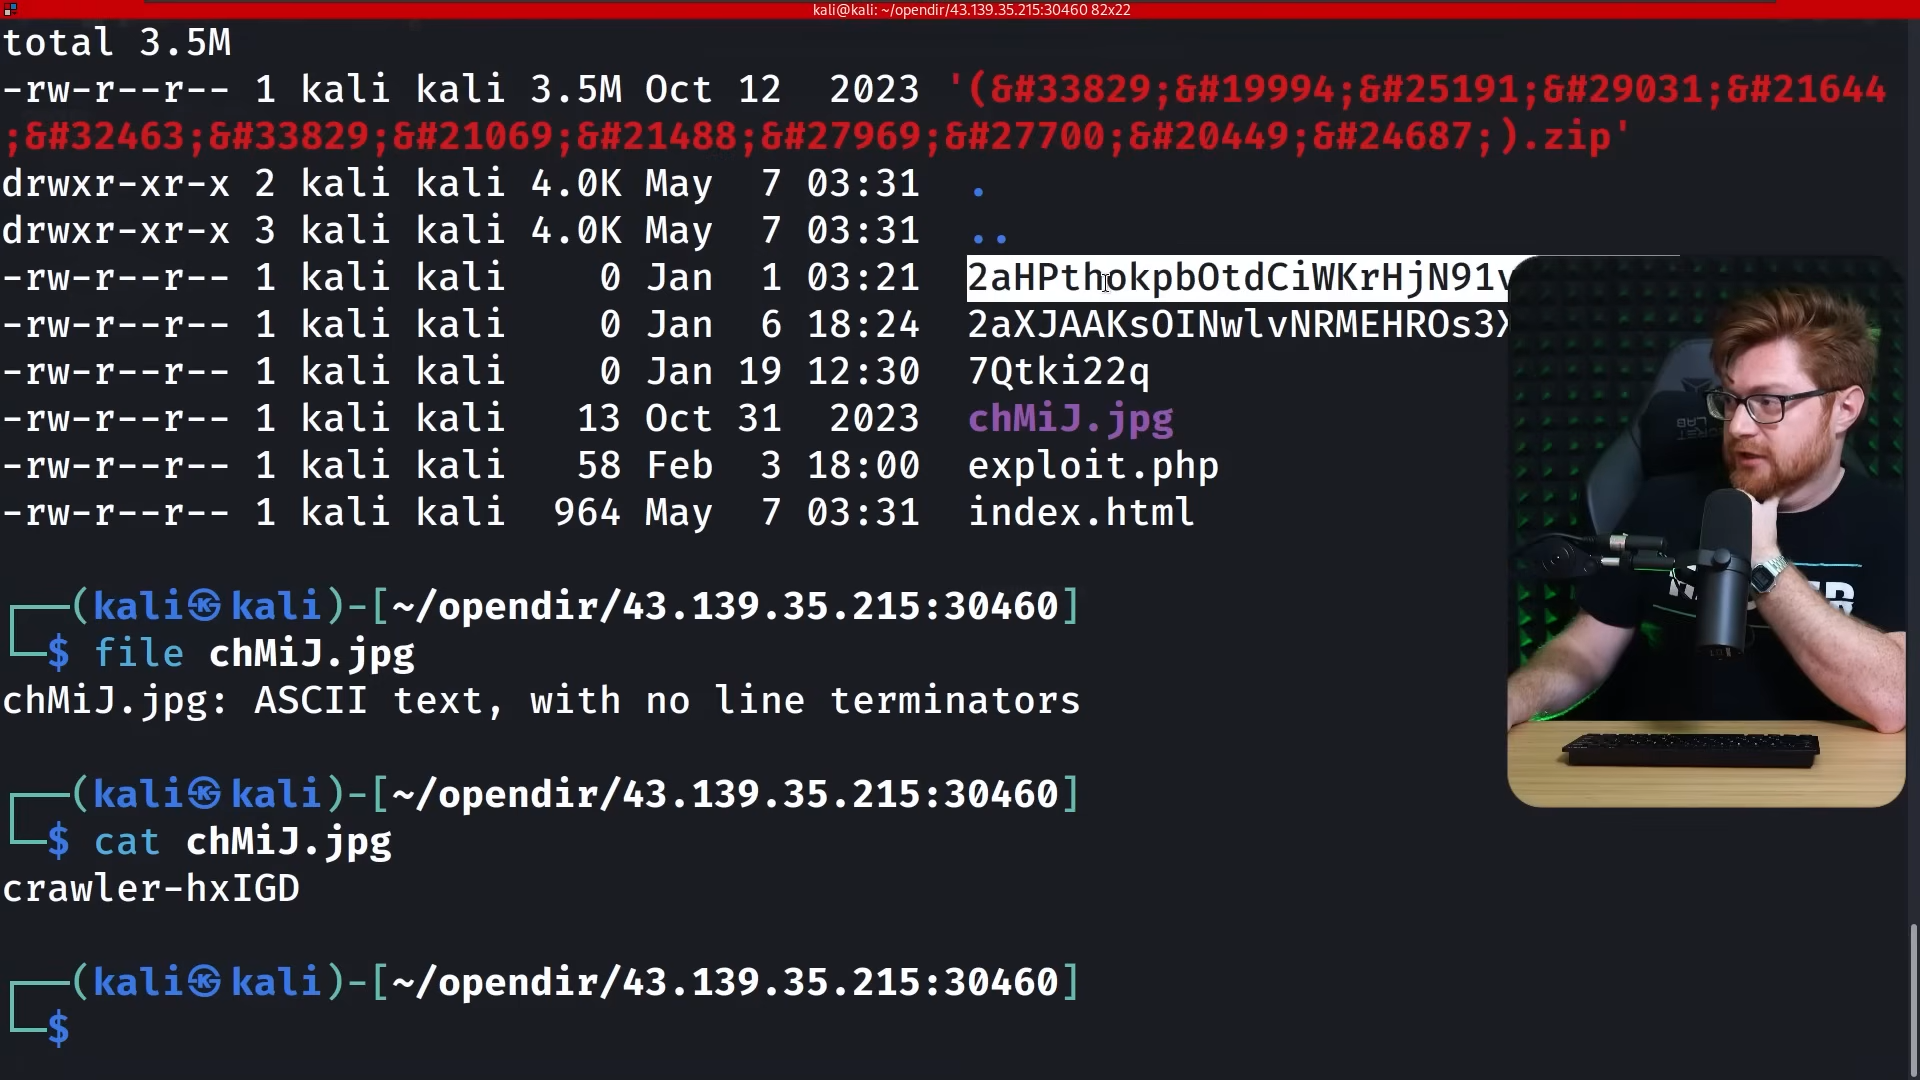 kali@kali: ~/opendir/43.139.35.215:30460 82x22
total 3.5M
-rw-r--r-- 1 kali kali 3.5M Oct 12  2023 '(&#33829;&#19994;&#25191;&#29031;&#21644
;&#32463;&#33829;&#21069;&#21488;&#27969;&#27700;&#20449;&#24687;).zip'
drwxr-xr-x 2 kali kali 4.0K May  7 03:31  .
drwxr-xr-x 3 kali kali 4.0K May  7 03:31  ..
-rw-r--r-- 1 kali kali    0 Jan  1 03:21  2aHPthokpbOtdCiWKrHjN91v
-rw-r--r-- 1 kali kali    0 Jan  6 18:24  2aXJAAKsOINwlvNRMEHROs3X
-rw-r--r-- 1 kali kali    0 Jan 19 12:30  7Qtki22q
-rw-r--r-- 1 kali kali   13 Oct 31  2023  chMiJ.jpg
-rw-r--r-- 1 kali kali   58 Feb  3 18:00  exploit.php
-rw-r--r-- 1 kali kali  964 May  7 03:31  index.html
┌──(kali㉿kali)-[~/opendir/43.139.35.215:30460]
└─$ file chMiJ.jpg
chMiJ.jpg: ASCII text, with no line terminators
┌──(kali㉿kali)-[~/opendir/43.139.35.215:30460]
└─$ cat chMiJ.jpg
crawler-hxIGD
┌──(kali㉿kali)-[~/opendir/43.139.35.215:30460]
└─$